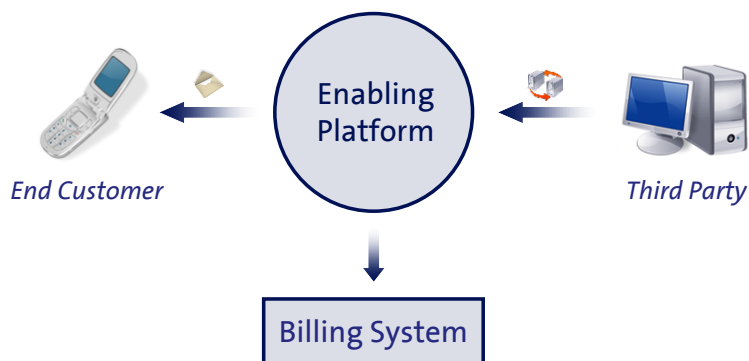 Enabling
Platform
End Customer
Third Party
Billing System